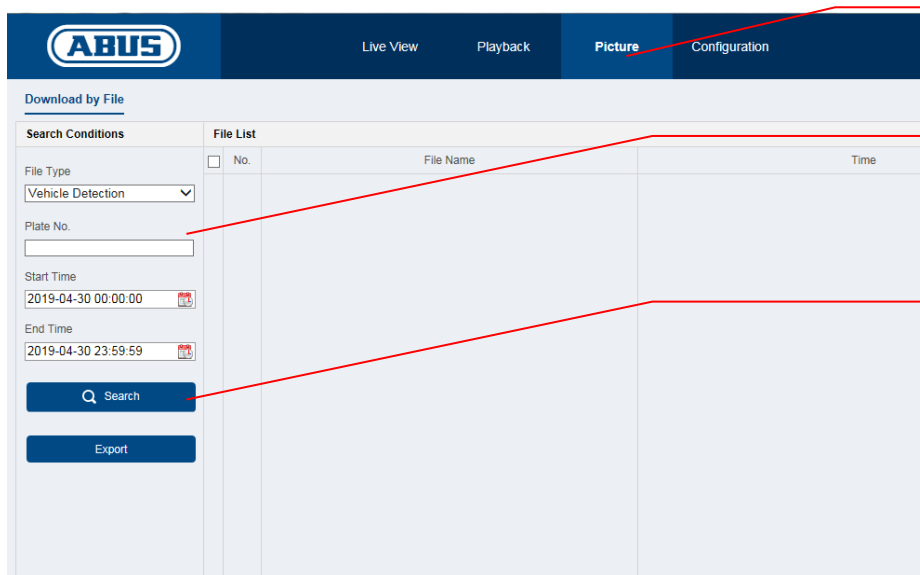 ABUS
Live View Playback Picture Configuration
Download by File
Search Conditions File List
No. File Name Time
File Type
Vehicle Detection
Plate No.
Start Time
2019-04-30 00:00:00
End Time
2019-04-30 23:59:59
Search
Export